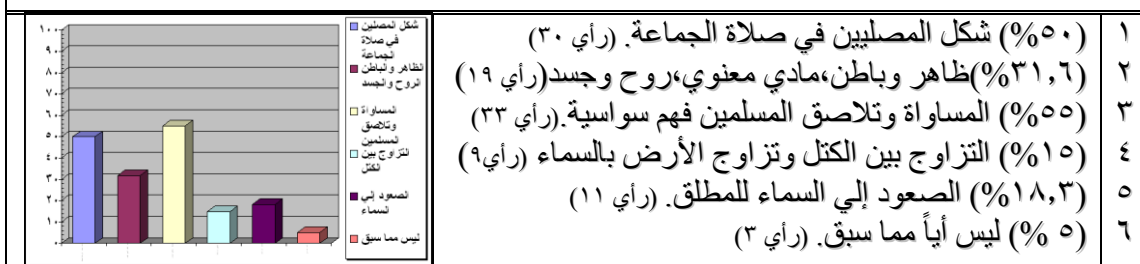 ١ (٥٠%) شكل المصليين في صلاة الجماعة. (رأي ٣٠)
٢ (٣١,٦%)ظاهر وباطن،مادي معنوي،روح وجسد(رأي ١٩)
٣ (٥٥%) المساواة وتلاصق المسلمين فهم سواسية.(رأي ٣٣)
٤ (١٥%) التزاوج بين الكتل وتزاوج الأرض بالسماء (رأي٩)
٥ (١٨,٣%) الصعود إلي السماء للمطلق. (رأي ١١)
٦ (٥ %) ليس أياً مما سبق. (رأي ٣)
شكل المصلين
في صلاة
الجماعة
الظاهر والباطن
الروح والجسد
المساواة
وتلاصق
المسلمين
التزاوج بين
الكتل
الصعود إلي
السماء
ليس مما سبق
١٠٠
٩٠
٨٠
٧٠
٦٠
٥٠
٤٠
٣٠
٢٠
١٠
٠